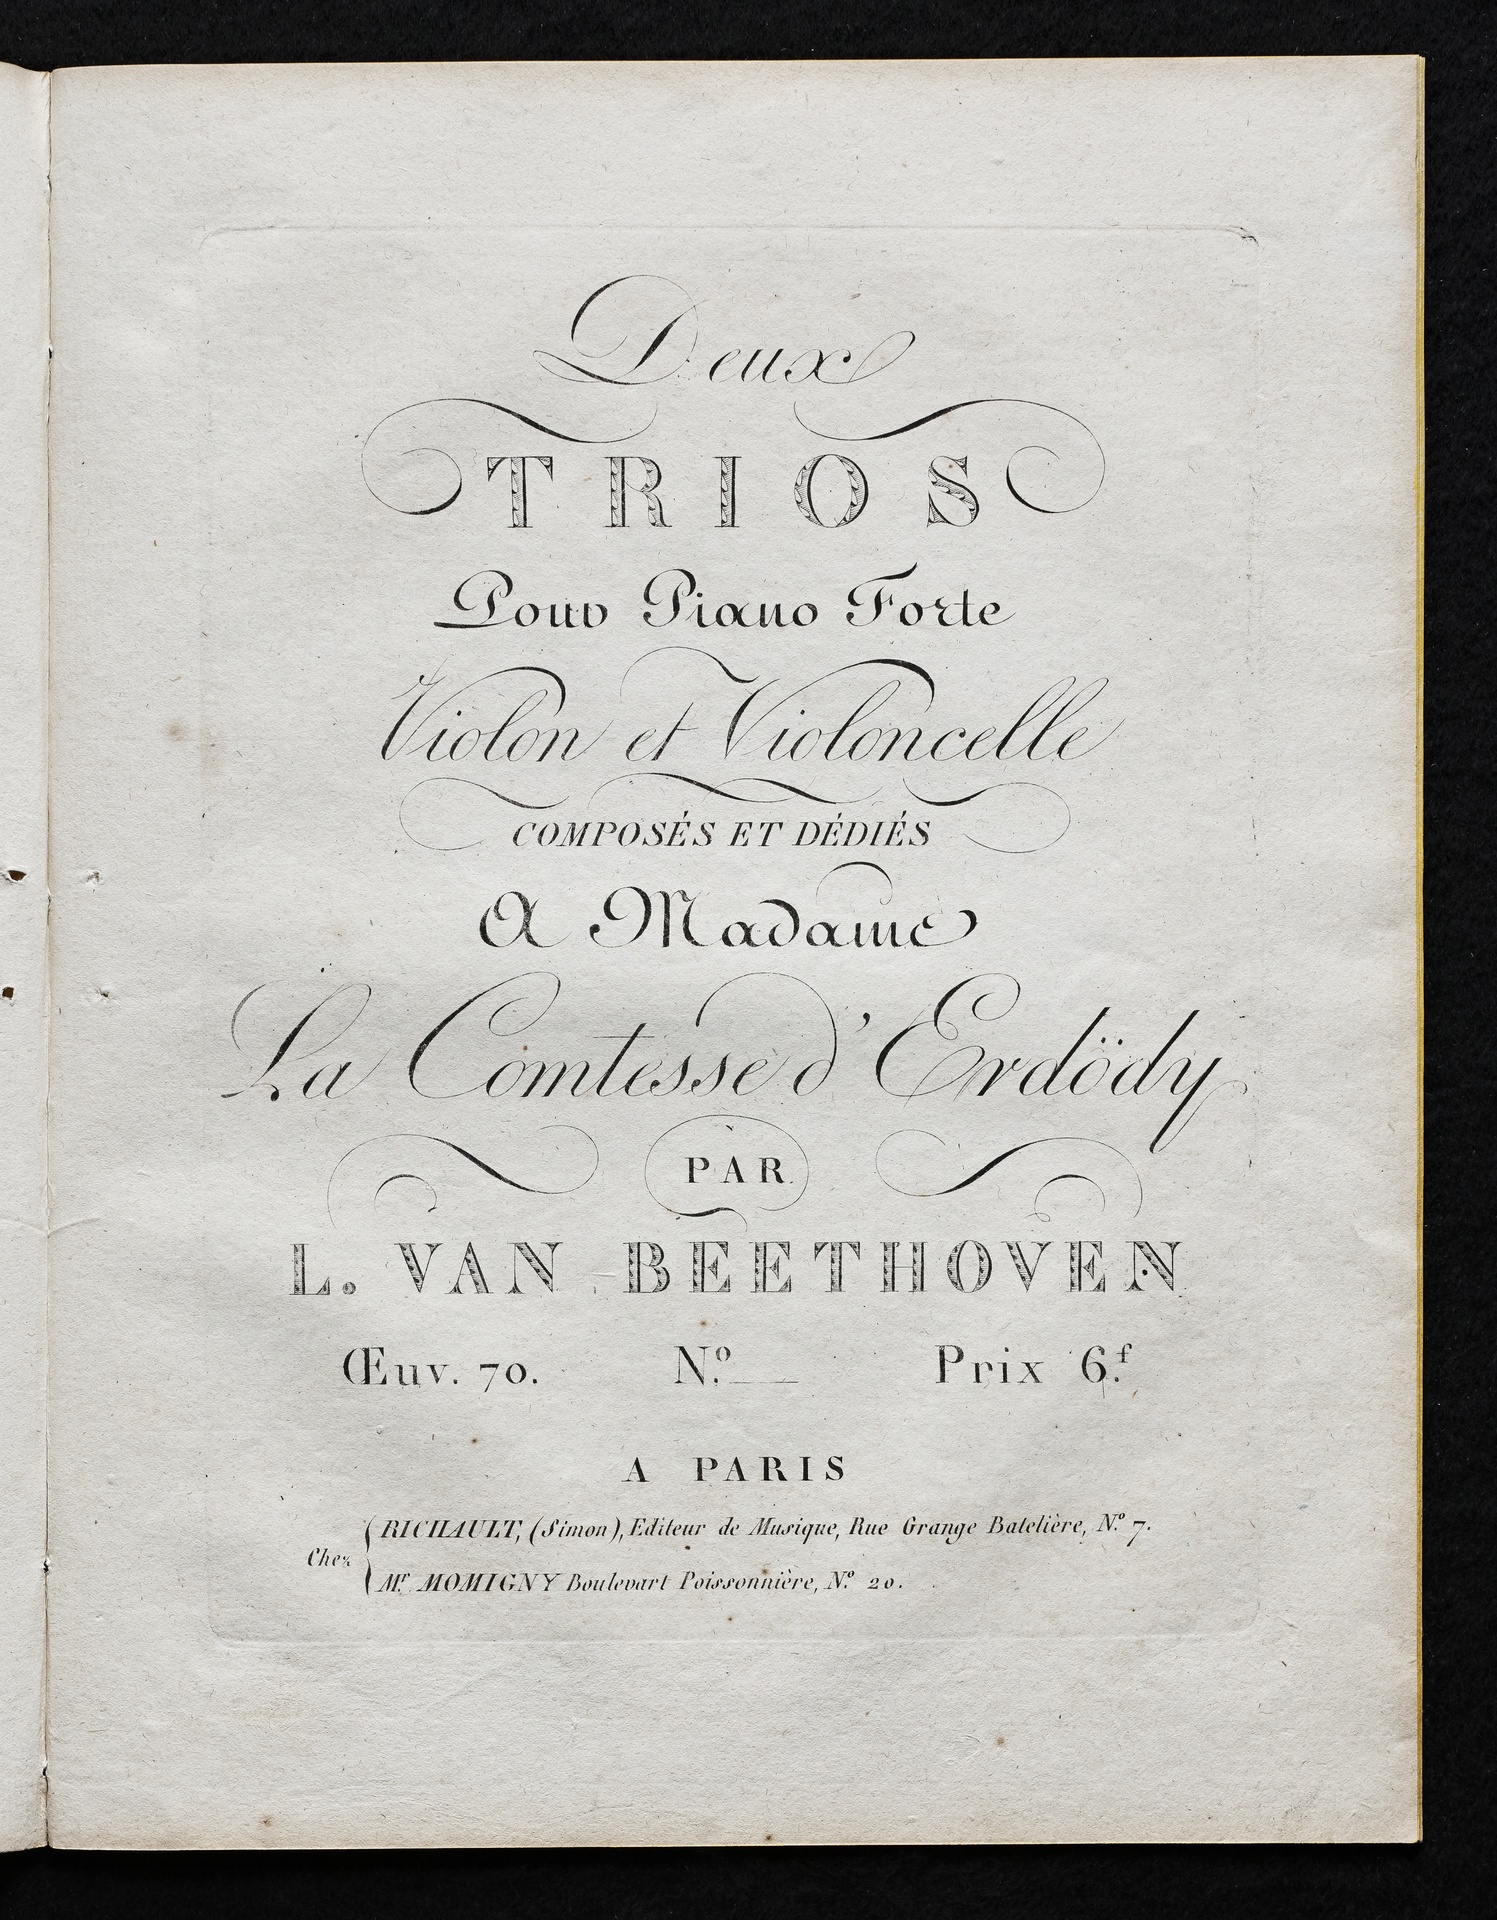 Deux
TRIOS
Pour Piano Forte
Violon et Violoncelle
COMPOSÉS ET DÉDIÉS
A Madame
La Comtesse d'Erdödy
PAR
L. VAN BEETHOVEN
Œuv. 70. N.º __ Prix 6.f
A PARIS
Chez
RICHAULT, (Simon), Editeur de Musique, Rue Grange Batelière, N.º 7.
M.r MOMIGNY Boulevart Poissonnière, N.º 20.